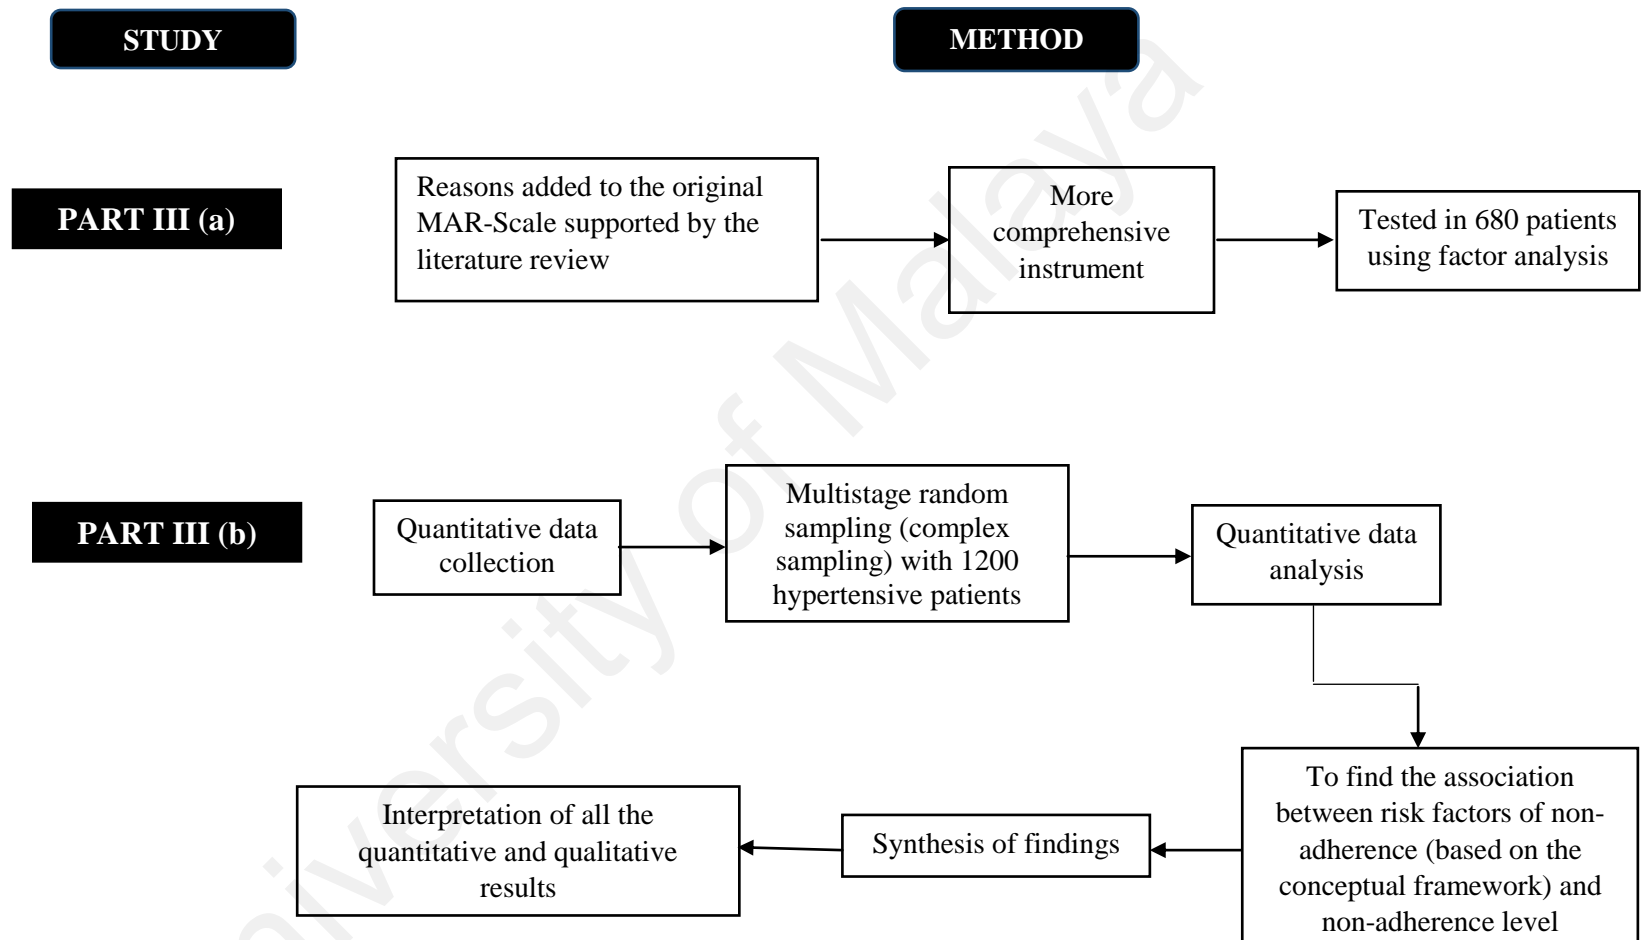 STUDY
METHOD
PART III (a)
Reasons added to the original
MAR-Scale supported by the
literature review
More
comprehensive
instrument
Tested in 680 patients
using factor analysis
PART III (b)
Quantitative data
collection
Multistage random
sampling (complex
sampling) with 1200
hypertensive patients
Quantitative data
analysis
To find the association
between risk factors of non-
adherence (based on the
conceptual framework) and
non-adherence level
Synthesis of findings
Interpretation of all the
quantitative and qualitative
results
University of Malaya